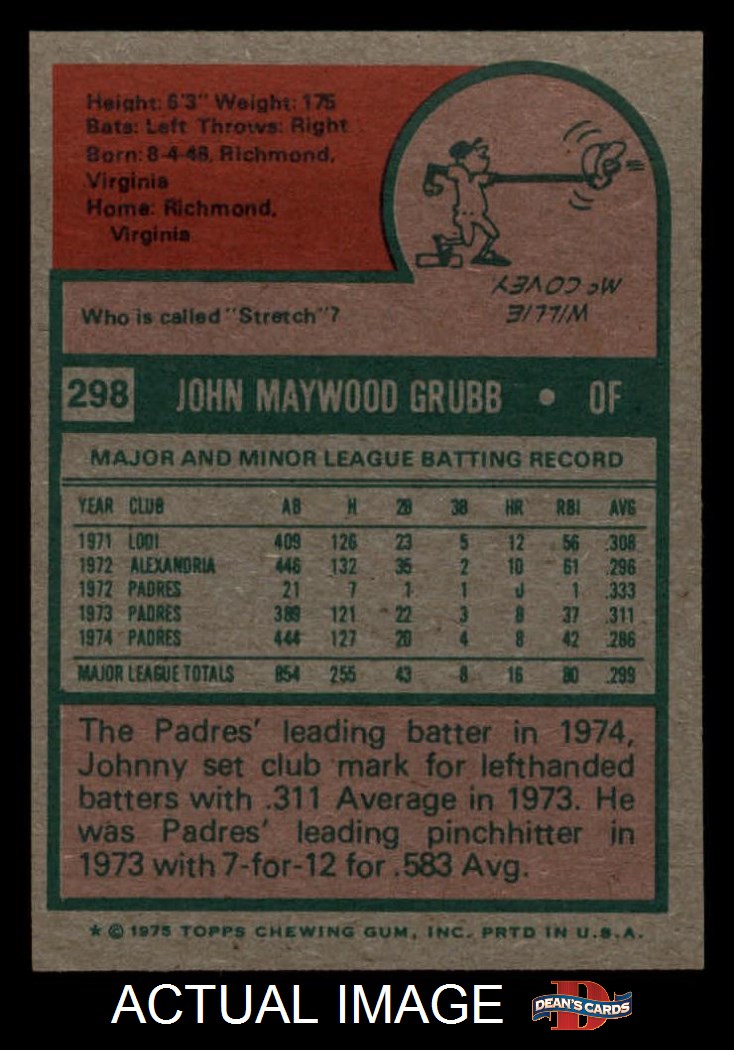 Height: 6'3" Weight: 175
Bats: Left Throws: Right
Born: 8-4-48, Richmond,
Virginia
Home: Richmond,
Virginia
Who is called "Stretch"?
WILLIE
McCOVEY
298 JOHN MAYWOOD GRUBB • OF
MAJOR AND MINOR LEAGUE BATTING RECORD
YEAR CLUB AB H 2B 3B HR RBI AVG
1971 LODI 409 126 23 5 12 56 .308
1972 ALEXANDRIA 446 132 35 2 10 61 .296
1972 PADRES 21 7 1 1 0 1 .333
1973 PADRES 389 121 22 3 8 37 .311
1974 PADRES 444 127 20 4 8 42 .286
MAJOR LEAGUE TOTALS 854 255 43 8 16 80 .299
The Padres' leading batter in 1974,
Johnny set club mark for lefthanded
batters with .311 Average in 1973. He
was Padres' leading pinchhitter in
1973 with 7-for-12 for .583 Avg.
* © 1975 TOPPS CHEWING GUM, INC. PRTD IN U.S.A.
ACTUAL IMAGE
D
DEAN'S CARDS